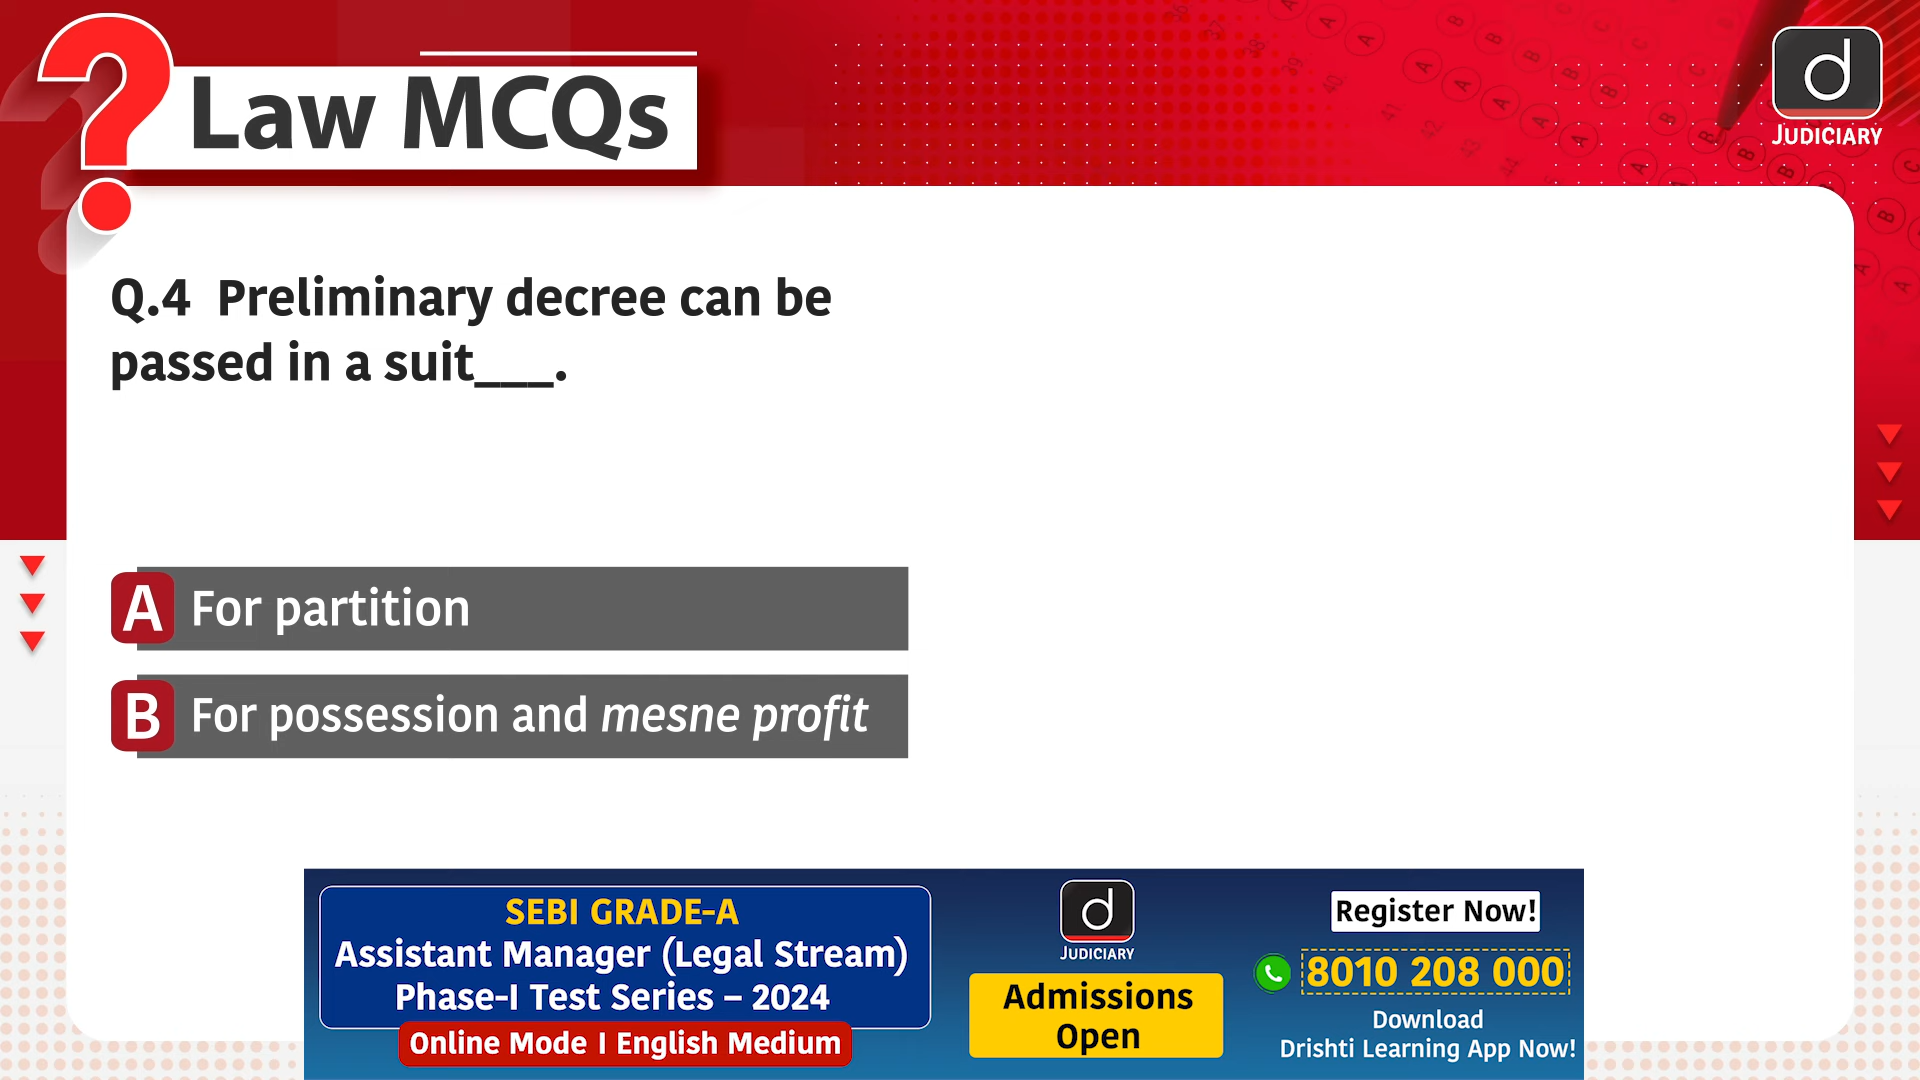 Law MCQs
JUDICIARY
Q.4 Preliminary decree can be
passed in a suit___.
A For partition
B For possession and mesne profit
SEBI GRADE-A
Assistant Manager (Legal Stream)
Phase-I Test Series – 2024
Online Mode I English Medium
JUDICIARY
Admissions
Open
Register Now!
8010 208 000
Download
Drishti Learning App Now!